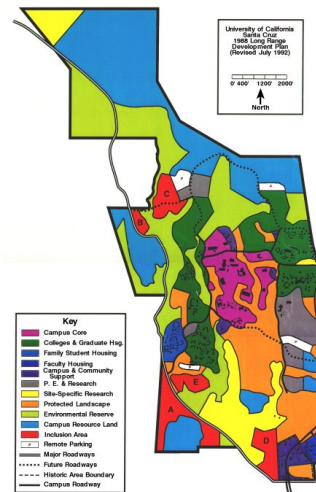 University of California
Santa Cruz
1988 Long Range
Development Plan
(Revised July 1992)
0' 400' 1200' 2000'
North
C
P
P
B
C
P
P
E
A
D
Key
Campus Core
Colleges & Graduate Hsg.
Family Student Housing
Faculty Housing
Campus & Community
Support
P. E. & Research
Site-Specific Research
Protected Landscape
Environmental Reserve
Campus Resource Land
Inclusion Area
P Remote Parking
Major Roadways
Future Roadways
Historic Area Boundary
Campus Roadway